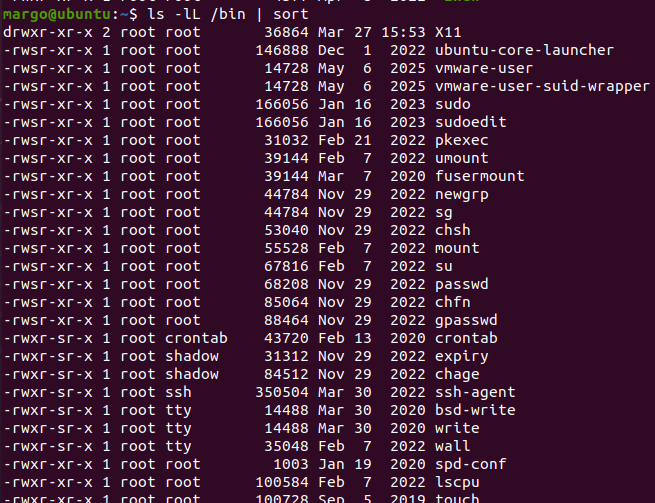 margo@ubuntu:~$ ls -lL /bin | sort
drwxr-xr-x 2 root root 36864 Mar 27 15:53 X11
-rwsr-xr-x 1 root root 146888 Dec 1 2022 ubuntu-core-launcher
-rwsr-xr-x 1 root root 14728 May 6 2025 vmware-user
-rwsr-xr-x 1 root root 14728 May 6 2025 vmware-user-suid-wrapper
-rwsr-xr-x 1 root root 166056 Jan 16 2023 sudo
-rwsr-xr-x 1 root root 166056 Jan 16 2023 sudoedit
-rwsr-xr-x 1 root root 31032 Feb 21 2022 pkexec
-rwsr-xr-x 1 root root 39144 Feb 7 2022 umount
-rwsr-xr-x 1 root root 39144 Mar 7 2020 fusermount
-rwsr-xr-x 1 root root 44784 Nov 29 2022 newgrp
-rwsr-xr-x 1 root root 44784 Nov 29 2022 sg
-rwsr-xr-x 1 root root 53040 Nov 29 2022 chsh
-rwsr-xr-x 1 root root 55528 Feb 7 2022 mount
-rwsr-xr-x 1 root root 67816 Feb 7 2022 su
-rwsr-xr-x 1 root root 68208 Nov 29 2022 passwd
-rwsr-xr-x 1 root root 85064 Nov 29 2022 chfn
-rwsr-xr-x 1 root root 88464 Nov 29 2022 gpasswd
-rwxr-sr-x 1 root crontab 43720 Feb 13 2020 crontab
-rwxr-sr-x 1 root shadow 31312 Nov 29 2022 expiry
-rwxr-sr-x 1 root shadow 84512 Nov 29 2022 chage
-rwxr-sr-x 1 root ssh 350504 Mar 30 2022 ssh-agent
-rwxr-sr-x 1 root tty 14488 Mar 30 2020 bsd-write
-rwxr-sr-x 1 root tty 14488 Mar 30 2020 write
-rwxr-sr-x 1 root tty 35048 Feb 7 2022 wall
-rwxr-xr-x 1 root root 1003 Jan 19 2020 spd-conf
-rwxr-xr-x 1 root root 100584 Feb 7 2022 lscpu
-rwxr-xr-x 1 root root 100728 Sep 5 2019 touch